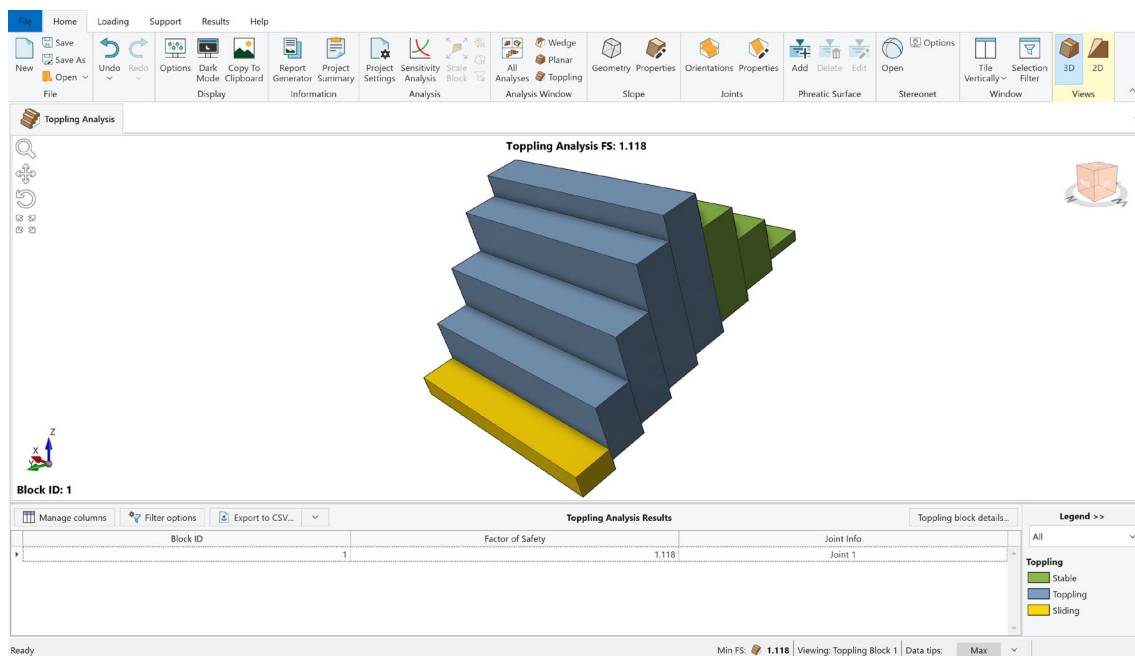 File Home Loading Support Results Help
New Save Save As Open Undo Redo Options Dark Mode Copy To Clipboard Report Generator Project Summary Project Settings Sensitivity Analysis Scale Block All Analyses Wedge Planar Toppling Geometry Properties Orientations Properties Add Delete Edit Open Options Tile Vertically Selection Filter 3D 2D
File Display Information Analysis Analysis Window Slope Joints Phreatic Surface Stereonet Window Views
Toppling Analysis
Toppling Analysis FS: 1.118
Z
X
Y
Block ID: 1
Manage columns Filter options Export to CSV... Toppling Analysis Results Toppling block details... Legend >>
Block ID Factor of Safety Joint Info All
1 1.118 Joint 1
Toppling
Stable
Toppling
Sliding
Ready Min FS: 1.118 Viewing: Toppling Block 1 Data tips: Max